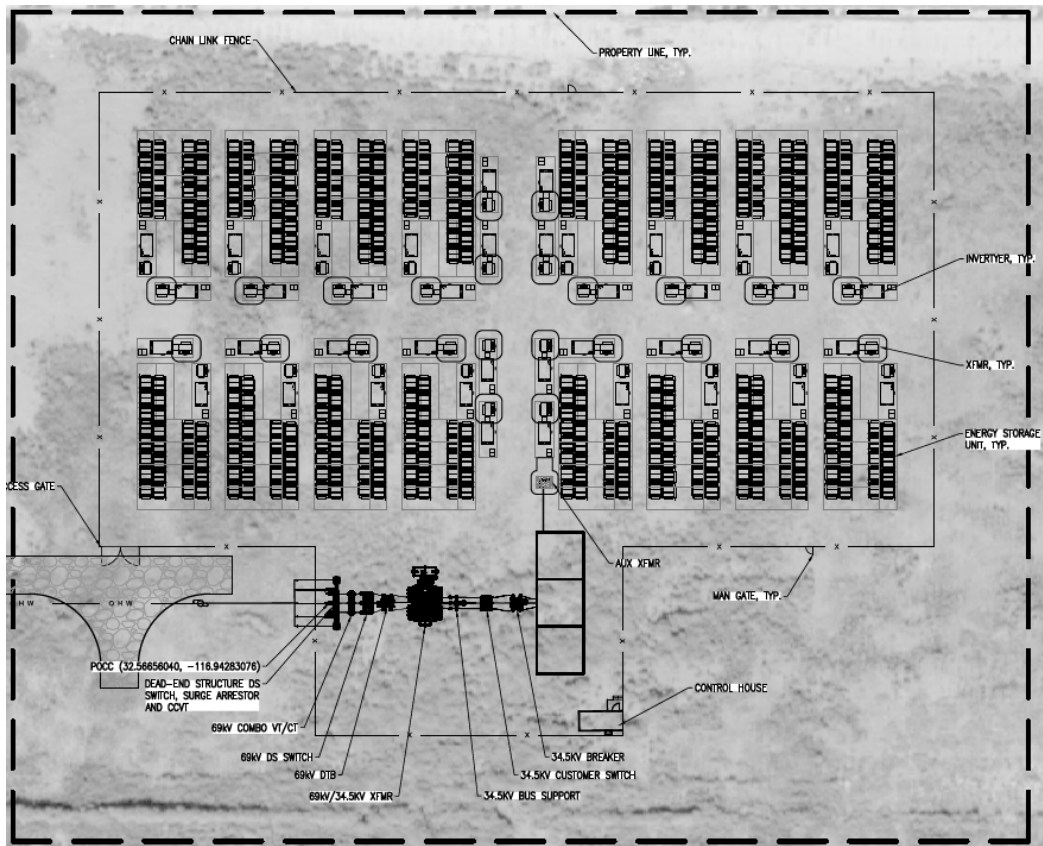 CHAIN LINK FENCE
PROPERTY LINE, TYP.
INVERTYER, TYP.
XFMR, TYP.
ENERGY STORAGE
UNIT, TYP.
CCESS GATE
AUX XFMR
MAN GATE, TYP.
OHW
POCC (32.56656040, -116.94283076)
DEAD-END STRUCTURE DS
SWITCH, SURGE ARRESTOR
AND CCVT
CONTROL HOUSE
69kV COMBO VT/CT
69kV DS SWITCH
69kV DTB
69kV/34.5KV XFMR
34.5KV BREAKER
34.5KV CUSTOMER SWITCH
34.5KV BUS SUPPORT